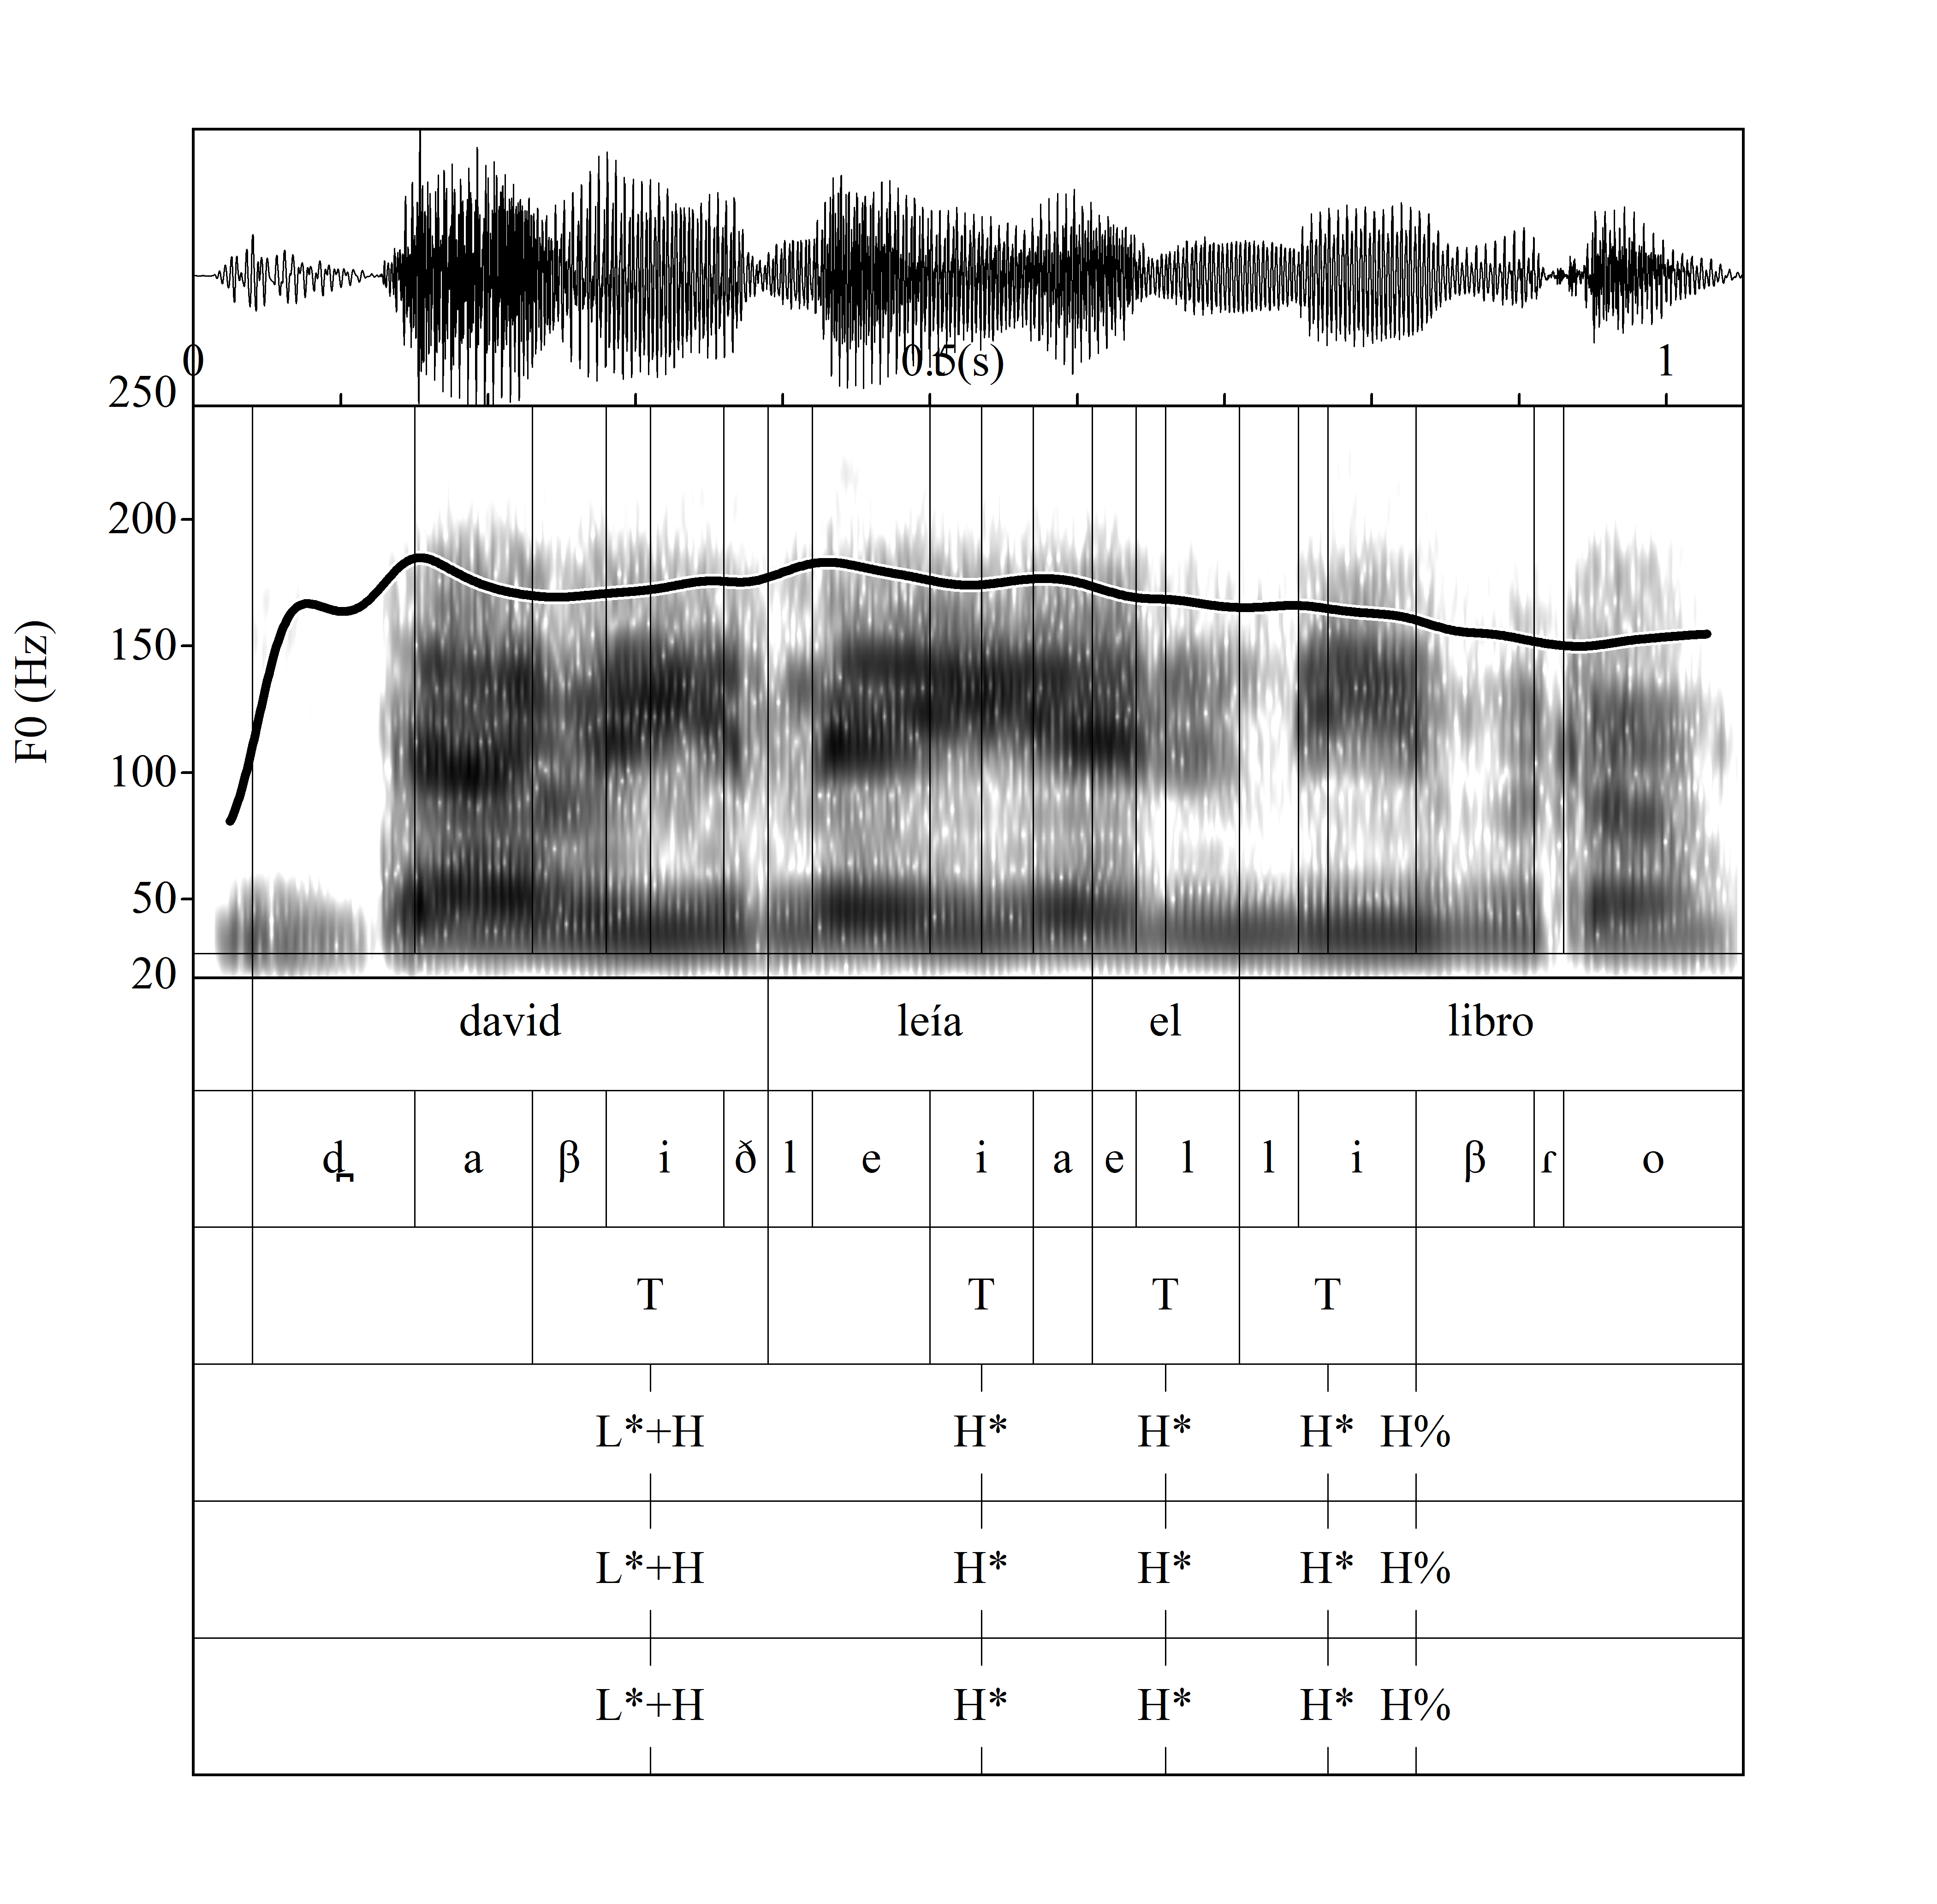 0 0.5 t (s) 1
250
200
150
100
50
20
F0 (Hz)
david leía el libro
d̪ a β i ð l e i a e l l i β ɾ o
T T T T
L*+H H* H* H* H%
L*+H H* H* H* H%
L*+H H* H* H* H%